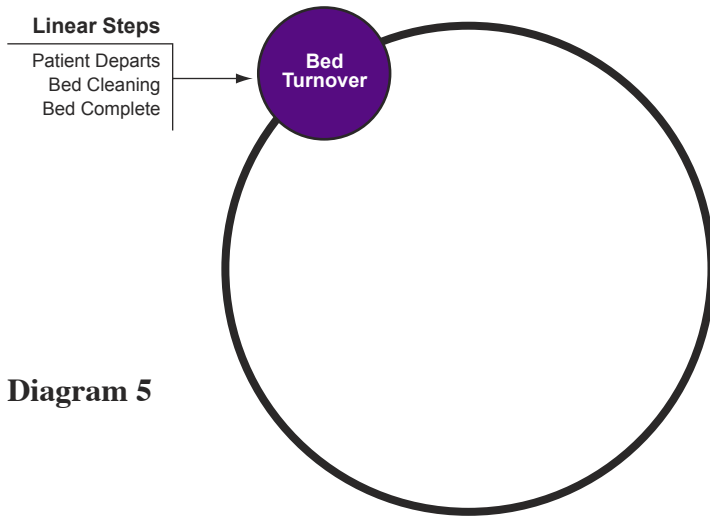 Linear Steps
Patient Departs
Bed Cleaning
Bed Complete
Bed
Turnover
Diagram 5